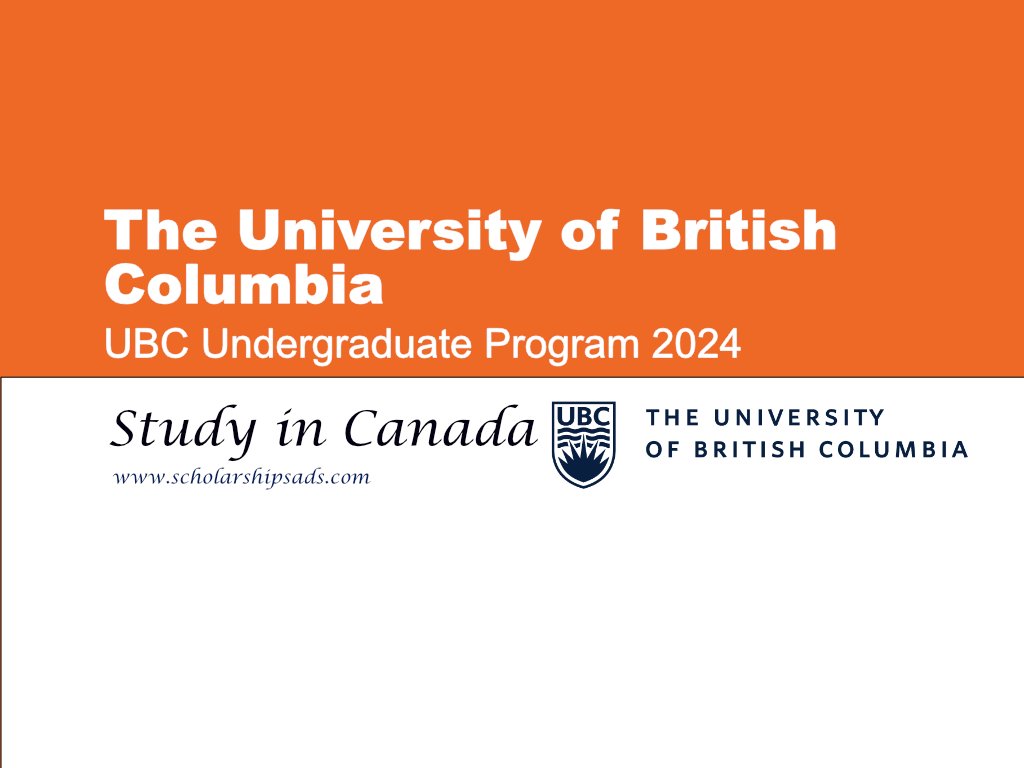 The University of British
Columbia
UBC Undergraduate Program 2024
Study in Canada
www.scholarshipsads.com
UBC
THE UNIVERSITY
OF BRITISH COLUMBIA